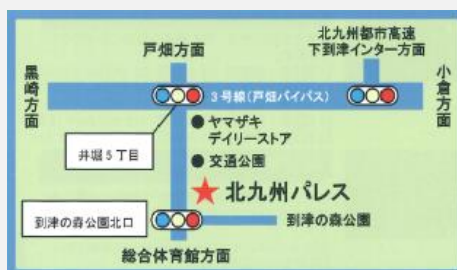 戸畑方面
北九州都市高速
下到津インター方面
黒崎方面
3号線(戸畑バイパス)
小倉方面
井堀5丁目
●ヤマザキ
デイリーストア
●交通公園
★北九州パレス
到津の森公園北口
到津の森公園
総合体育館方面